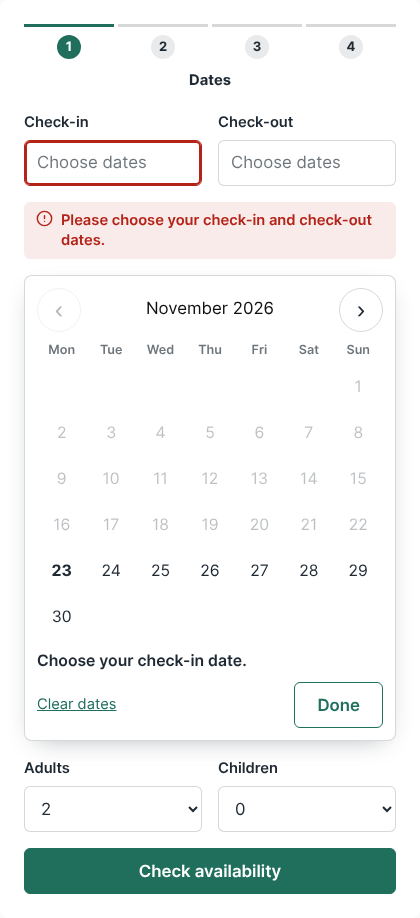 1 2 3 4
Dates
Check-in Check-out
Choose dates Choose dates
Please choose your check-in and check-out
dates.
‹ November 2026 ›
Mon Tue Wed Thu Fri Sat Sun
1
2 3 4 5 6 7 8
9 10 11 12 13 14 15
16 17 18 19 20 21 22
23 24 25 26 27 28 29
30
Choose your check-in date.
Clear dates Done
Adults Children
2 0
Check availability